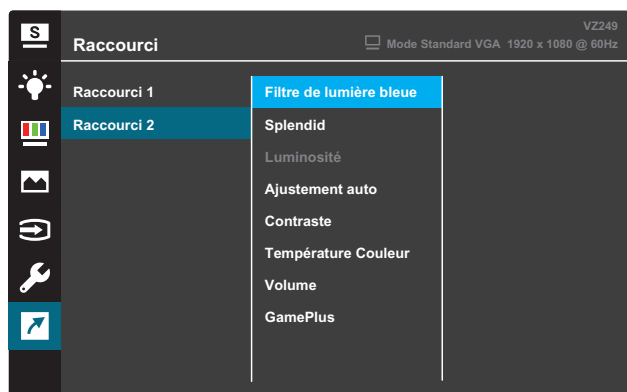 S
VZ249
Raccourci
Mode Standard VGA 1920 x 1080 @ 60Hz
Raccourci 1
Raccourci 2
Filtre de lumière bleue
Splendid
Luminosité
Ajustement auto
Contraste
Température Couleur
Volume
GamePlus